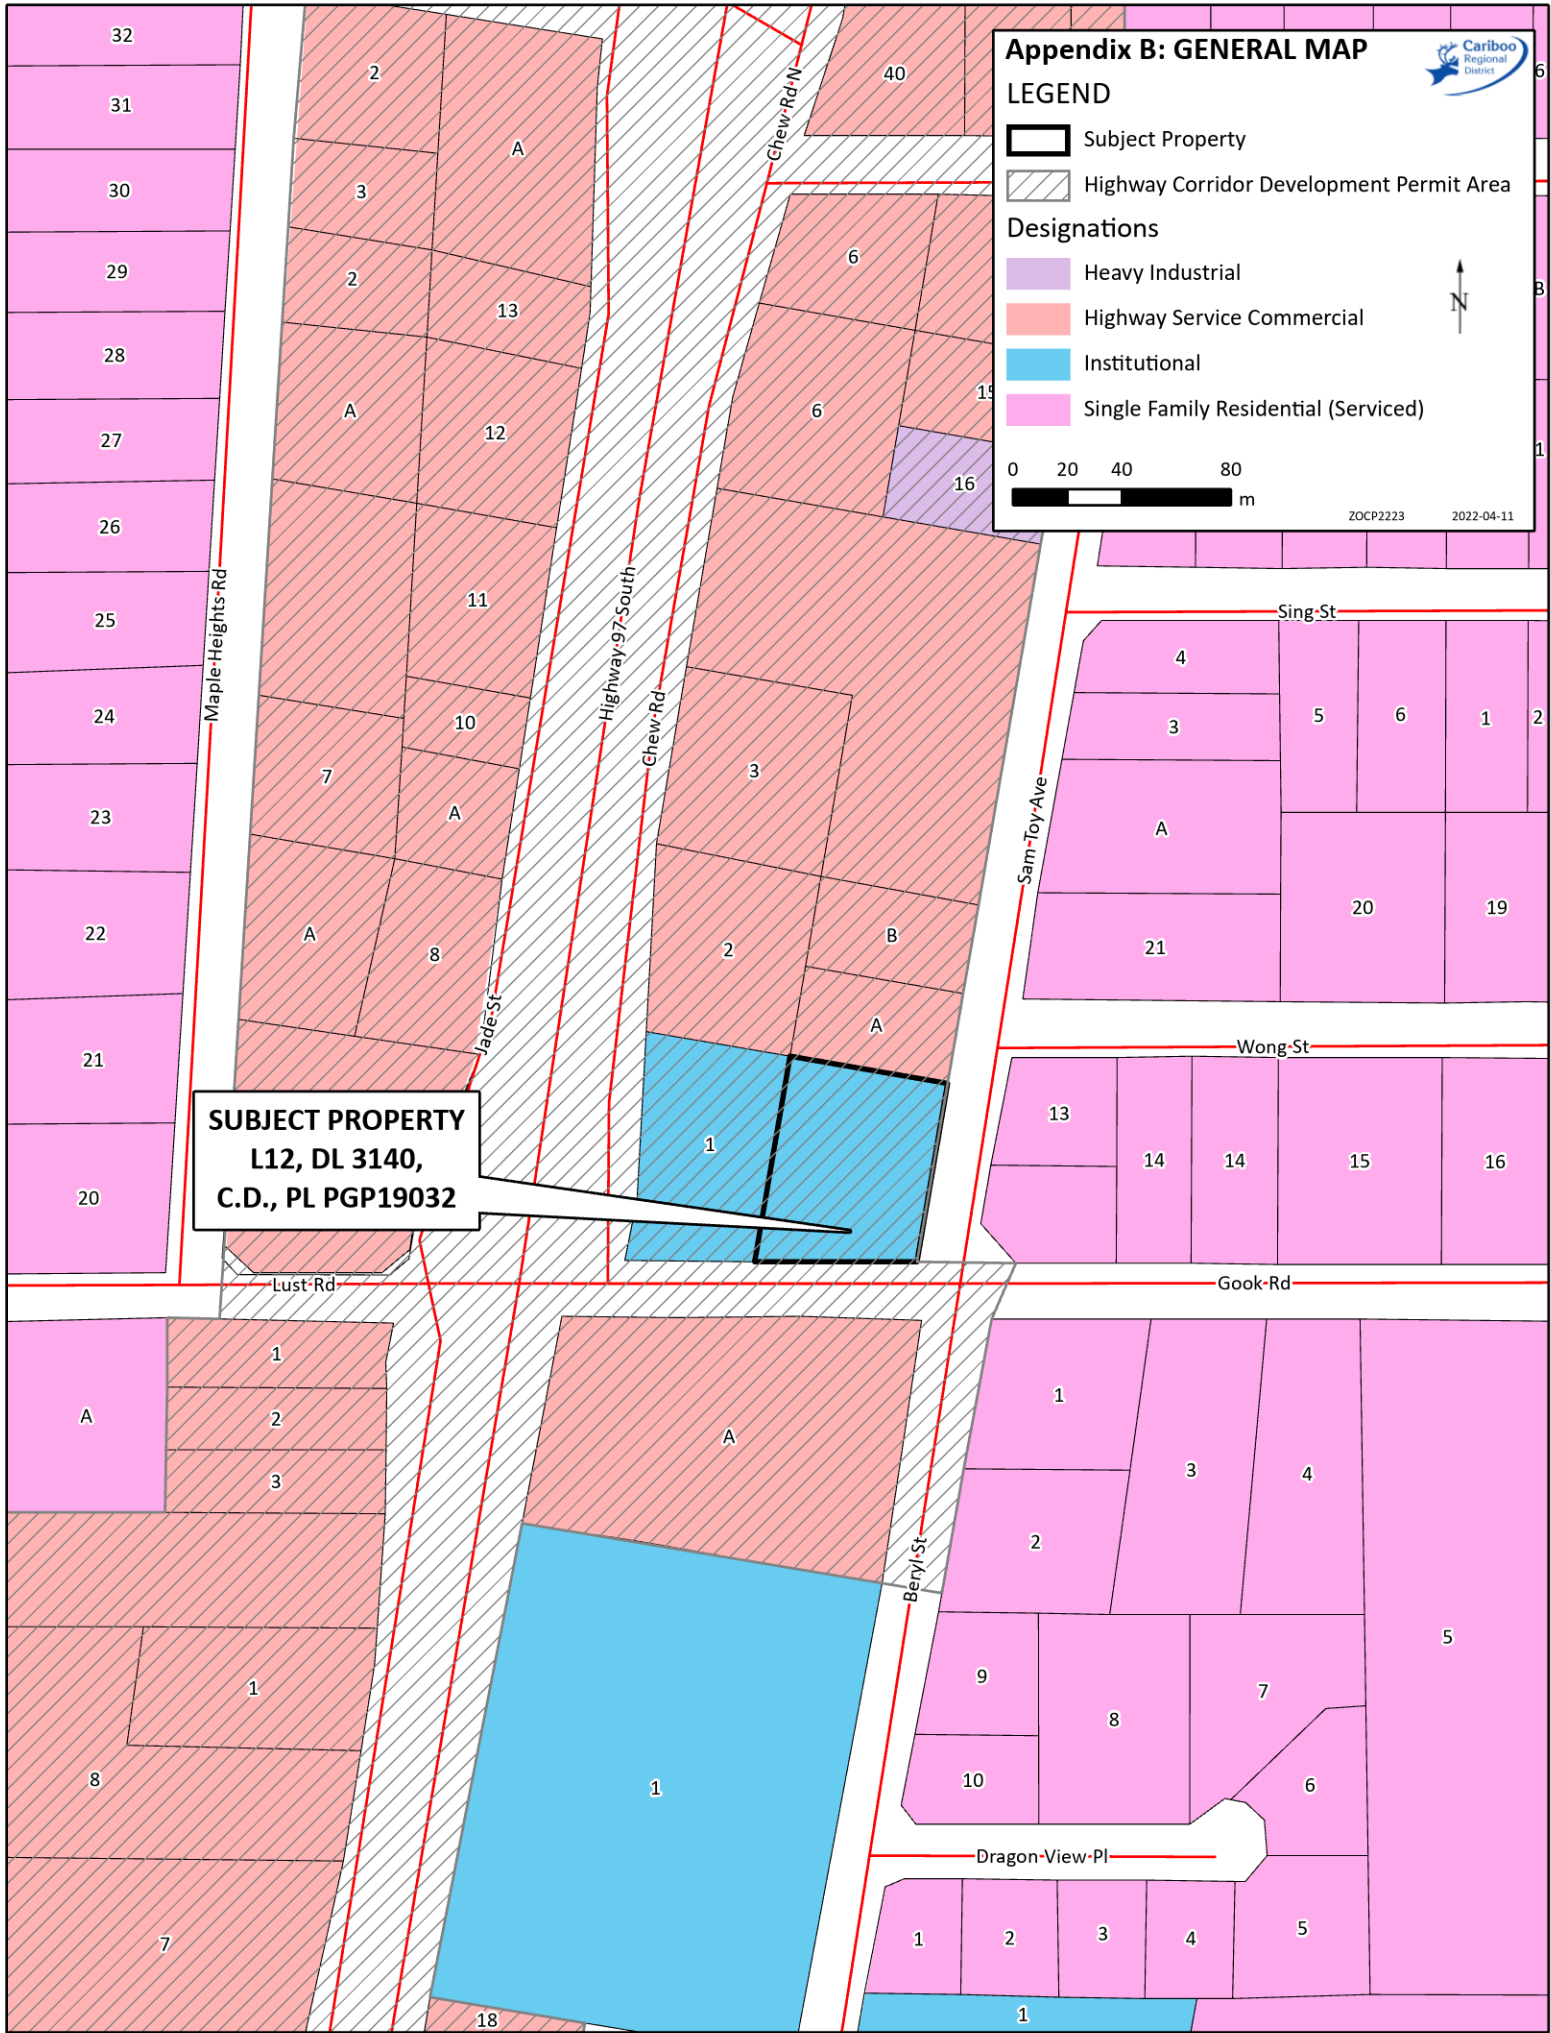 Appendix B: GENERAL MAP
Cariboo
Regional
District
LEGEND
Subject Property
Highway Corridor Development Permit Area
Designations
Heavy Industrial
Highway Service Commercial
Institutional
Single Family Residential (Serviced)
N
0 20 40 80
m
ZOCP2223 2022-04-11
32
31
30
29
28
27
26
25
24
23
22
21
20
Maple Heights Rd
2
A
3
2
13
A
12
11
10
7
A
A
8
Jade St
Highway 97 South
Chew Rd N
Chew Rd
40
6
6
15
16
3
2
B
A
1
6
B
1
Sam Toy Ave
Sing St
4
3
5
6
1
2
A
20
19
21
Wong St
13
14
14
15
16
SUBJECT PROPERTY
L12, DL 3140,
C.D., PL PGP19032
Lust Rd
Gook Rd
A
1
2
3
A
1
2
3
4
5
Beryl St
1
8
7
1
9
10
8
7
6
Dragon View Pl
1
2
3
4
5
18
1